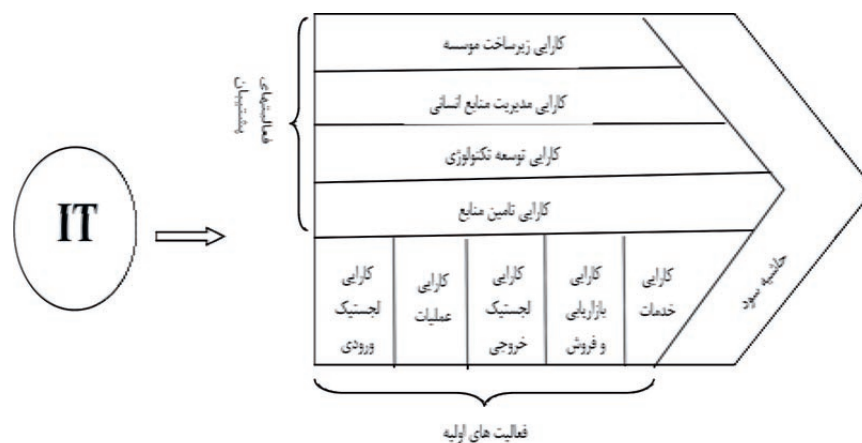 کارایی زیرساخت موسسه
کارایی مدیریت منابع انسانی
کارایی توسعه تکنولوژی
کارایی تامین منابع
فعالیتهای
پشتیبان
IT
کارایی
لجستیک
ورودی
کارایی
عملیات
کارایی
لجستیک
خروجی
کارایی
بازاریابی
و فروش
کارایی
خدمات
حاشیه سود
فعالیت های اولیه